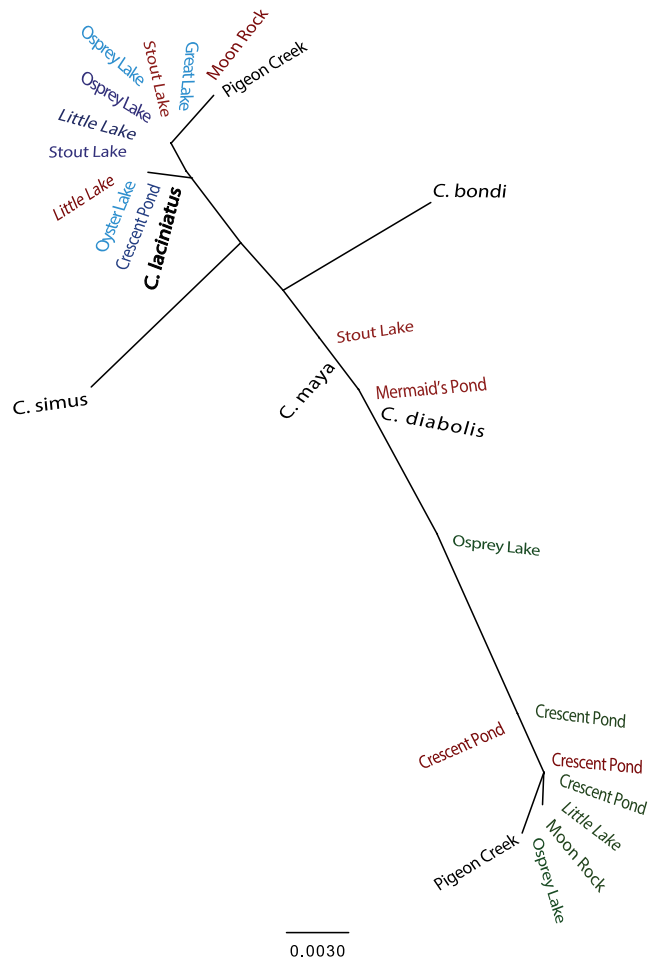 Moon Rock
Great Lake
Stout Lake
Osprey Lake
Pigeon Creek
Osprey Lake
Little Lake
Stout Lake
Little Lake
Oyster Lake
Crescent Pond
C. laciniatus
C. bondi
C. simus
Stout Lake
C. maya
Mermaid's Pond
C. diabolis
Osprey Lake
Crescent Pond
Crescent Pond
Crescent Pond
Crescent Pond
Little Lake
Moon Rock
Pigeon Creek
Osprey Lake
0.0030